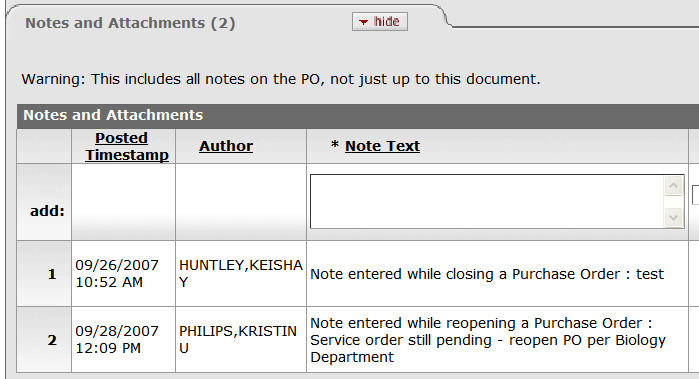 Notes and Attachments (2)
hide
Warning: This includes all notes on the PO, not just up to this document.
Notes and Attachments
Posted
Timestamp
Author
* Note Text
add:
1
09/26/2007
10:52 AM
HUNTLEY,KEISHA
Y
Note entered while closing a Purchase Order : test
2
09/28/2007
12:09 PM
PHILIPS,KRISTIN
U
Note entered while reopening a Purchase Order :
Service order still pending - reopen PO per Biology
Department